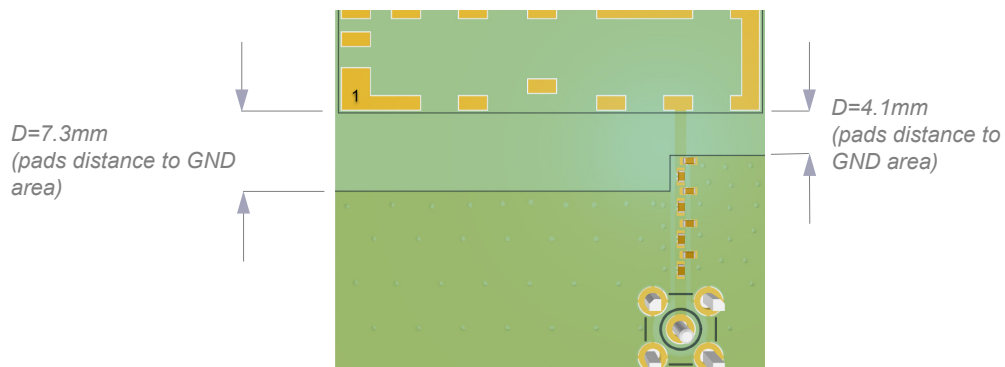 D=7.3mm
(pads distance to GND
area)
1
D=4.1mm
(pads distance to
GND area)